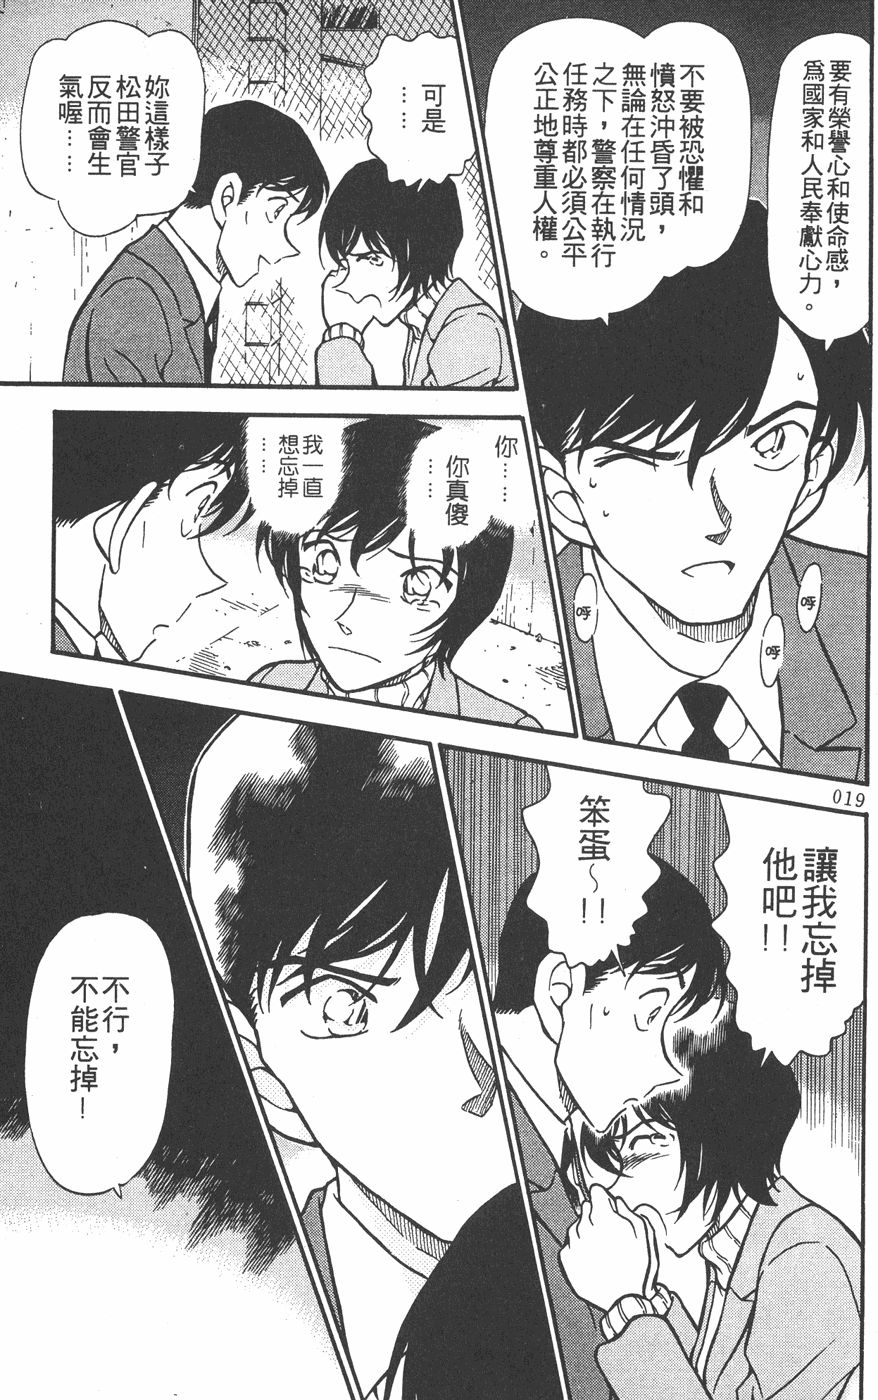 要有榮譽心和使命感，
爲國家和人民奉獻心力。
不要被恐懼和
憤怒沖昏了頭，
無論在任何情況
之下，警察在執行
任務時都必須公平
公正地尊重人權。
呼
呼
呼
可是
……
妳這樣子
松田警官
反而會生
氣喔……
你……
你真傻
……
我一直
想忘掉
……
019
讓我忘掉
他吧!!
笨蛋～!!
不行，
不能忘掉！